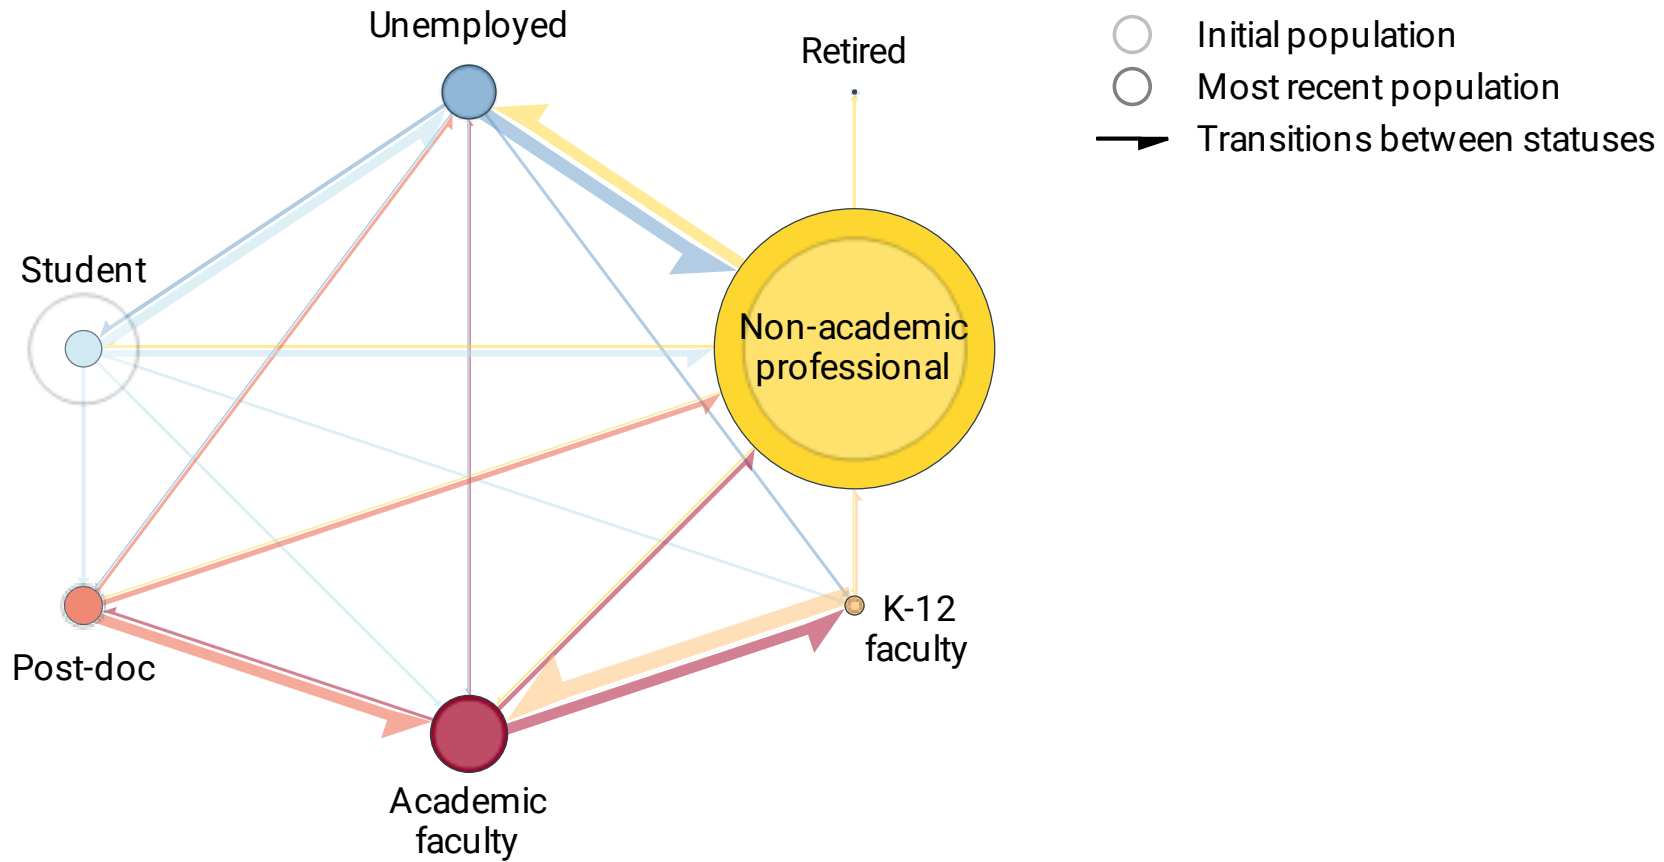 Unemployed
Retired
Initial population
Most recent population
Transitions between statuses
Student
Non-academic
professional
K-12
faculty
Post-doc
Academic
faculty